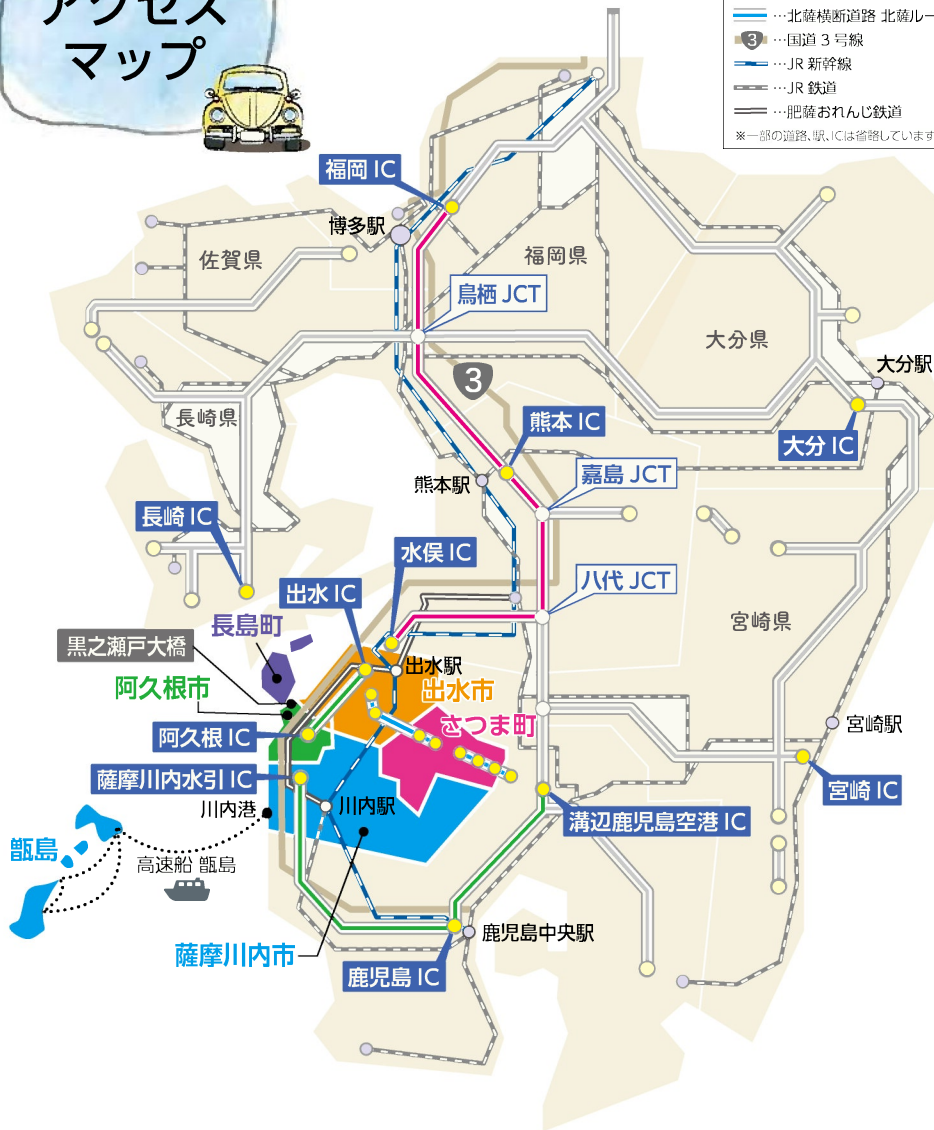 アクセス
マップ
…北薩横断道路 北薩ルー
3 …国道3号線
…JR 新幹線
…JR 鉄道
…肥薩おれんじ鉄道
※一部の道路、駅、ICは省略しています
福岡 IC
博多駅
佐賀県
福岡県
鳥栖 JCT
大分県
大分駅
3
長崎県
熊本 IC
大分 IC
熊本駅
嘉島 JCT
長崎 IC
水俣 IC
八代 JCT
出水 IC
長島町
宮崎県
黒之瀬戸大橋
出水駅
阿久根市
出水市
さつま町
宮崎駅
阿久根 IC
薩摩川内水引 IC
宮崎 IC
川内港
川内駅
溝辺鹿児島空港 IC
甑島
高速船 甑島
鹿児島中央駅
薩摩川内市
鹿児島 IC